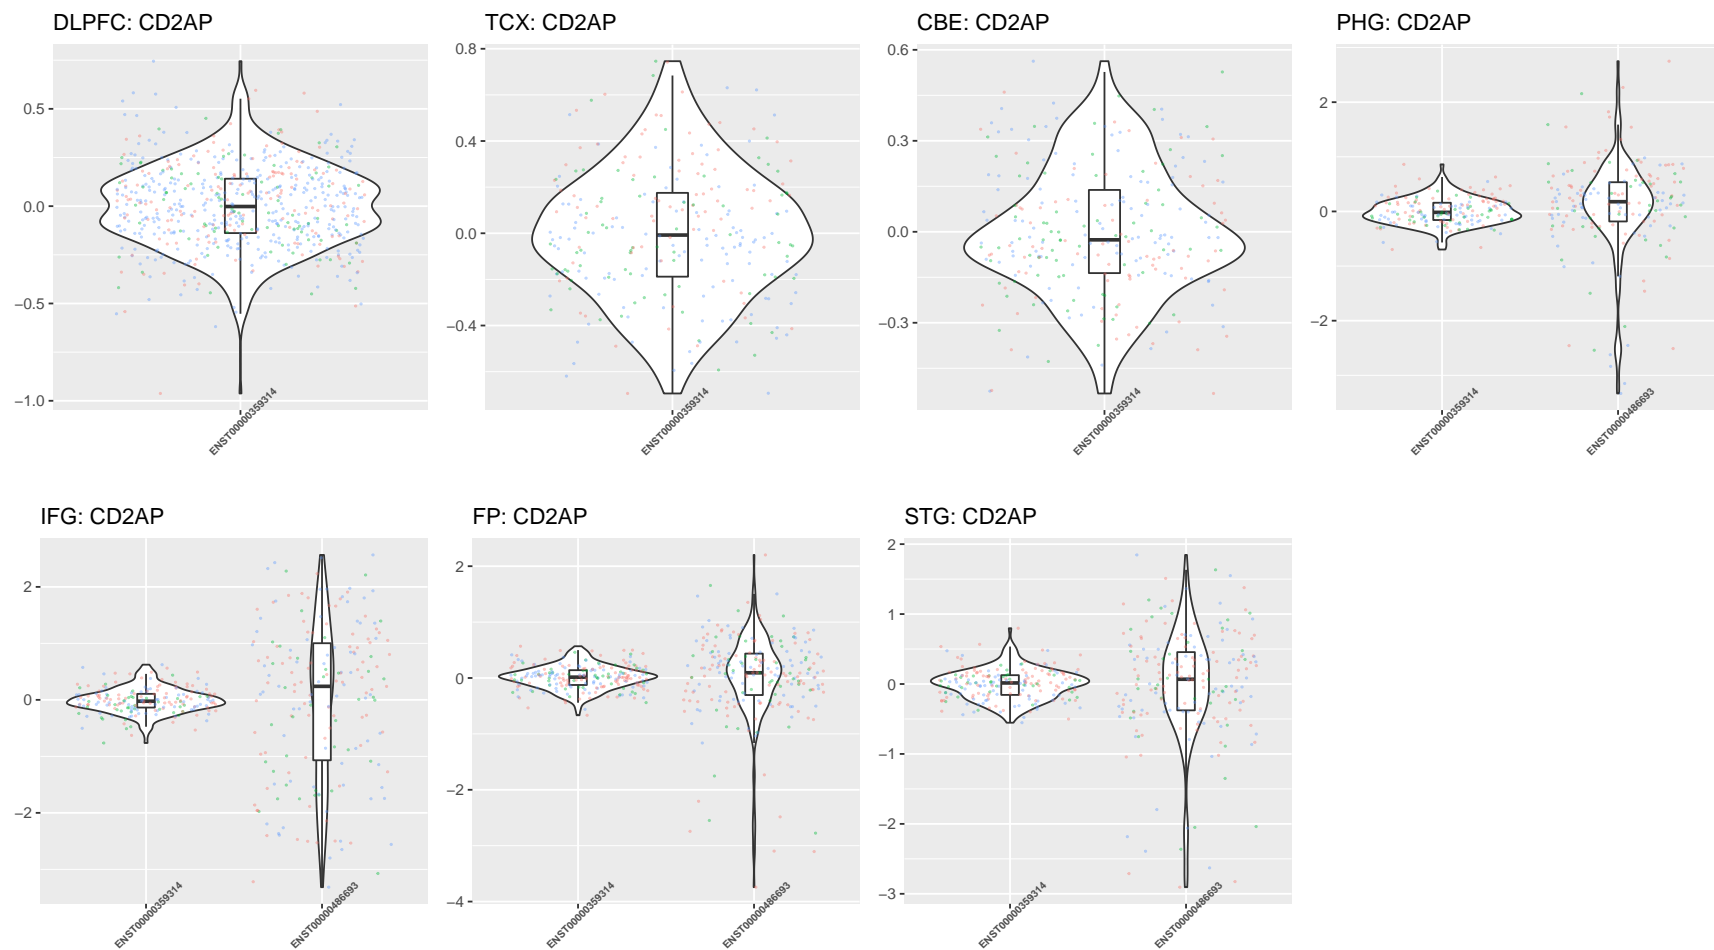 DLPFC: CD2AP
TCX: CD2AP
CBE: CD2AP
PHG: CD2AP
0.5
0.0
−0.5
−1.0
ENST00000359314
0.8
0.4
0.0
−0.4
ENST00000359314
0.6
0.3
0.0
−0.3
ENST00000359314
2
0
−2
ENST00000359314
ENST00000486693
IFG: CD2AP
FP: CD2AP
STG: CD2AP
2
0
−2
ENST00000359314
ENST00000486693
2
0
−2
−4
ENST00000359314
ENST00000486693
2
1
0
−1
−2
−3
ENST00000359314
ENST00000486693